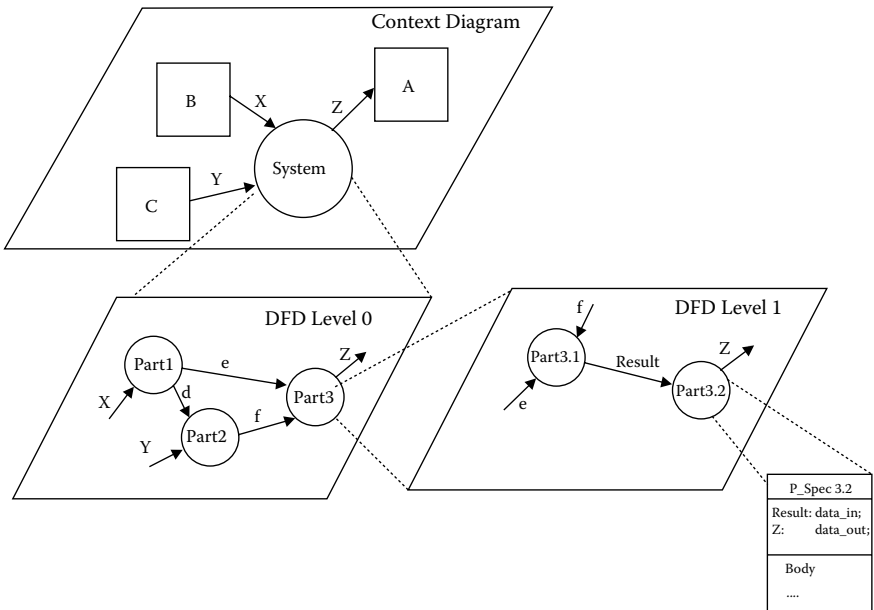 Context Diagram
B
X
Z
A
System
Y
C
DFD Level 0
Part1
e
Z
X
d
Part3
f
Y
Part2
DFD Level 1
f
Part3.1
Result
Z
e
Part3.2
P_Spec 3.2
Result: data_in;
Z: data_out;
Body
....